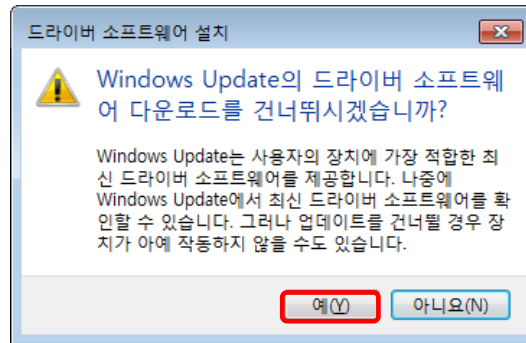 드라이버 소프트웨어 설치
Windows Update의 드라이버 소프트웨
어 다운로드를 건너뛰시겠습니까?
Windows Update는 사용자의 장치에 가장 적합한 최
신 드라이버 소프트웨어를 제공합니다. 나중에
Windows Update에서 최신 드라이버 소프트웨어를 확
인할 수 있습니다. 그러나 업데이트를 건너뛸 경우 장
치가 아예 작동하지 않을 수도 있습니다.
예(Y) 아니요(N)